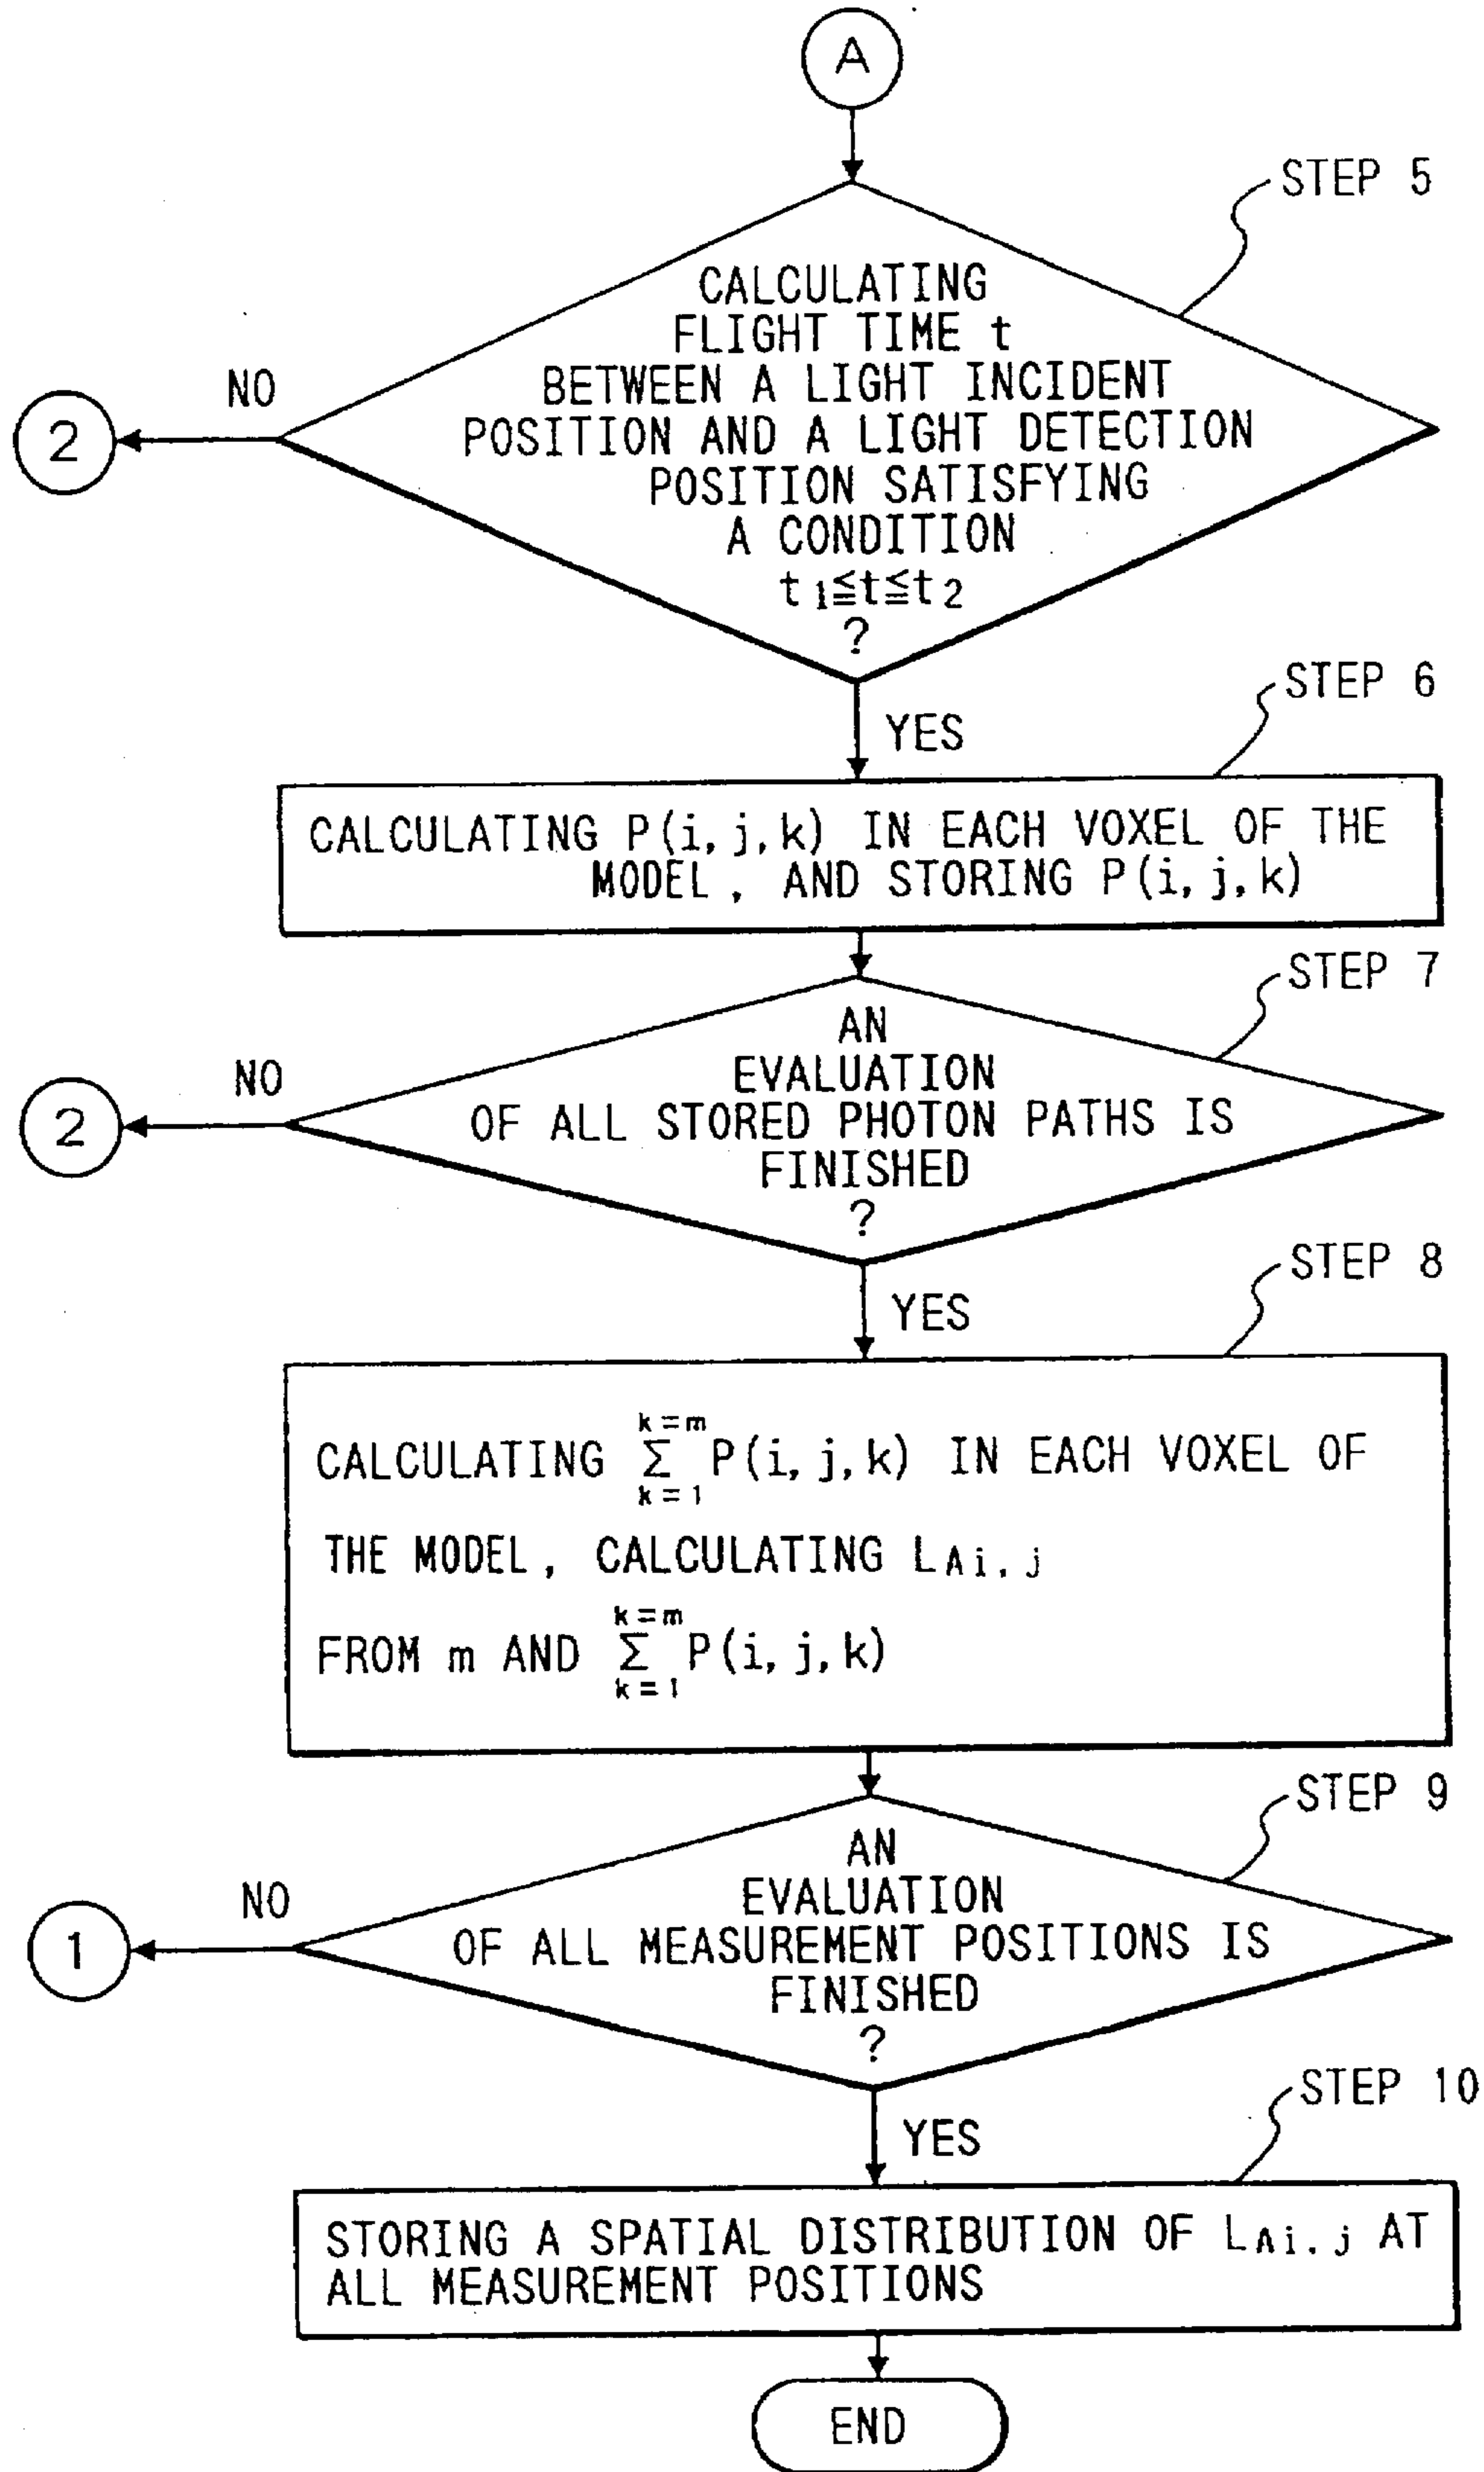 A
STEP 5
CALCULATING
FLIGHT TIME t
BETWEEN A LIGHT INCIDENT
POSITION AND A LIGHT DETECTION
POSITION SATISFYING
A CONDITION
t1≦t≦t2
?
NO
2
YES
STEP 6
CALCULATING P(i, j, k) IN EACH VOXEL OF THE
MODEL, AND STORING P(i, j, k)
STEP 7
AN
EVALUATION
OF ALL STORED PHOTON PATHS IS
FINISHED
?
NO
2
YES
STEP 8
k=m
CALCULATING Σ P(i, j, k) IN EACH VOXEL OF
k=1
THE MODEL, CALCULATING LAi, j
k=m
FROM m AND Σ P(i, j, k)
k=1
STEP 9
AN
EVALUATION
OF ALL MEASUREMENT POSITIONS IS
FINISHED
?
NO
1
YES
STEP 10
STORING A SPATIAL DISTRIBUTION OF LAi, j AT
ALL MEASUREMENT POSITIONS
END